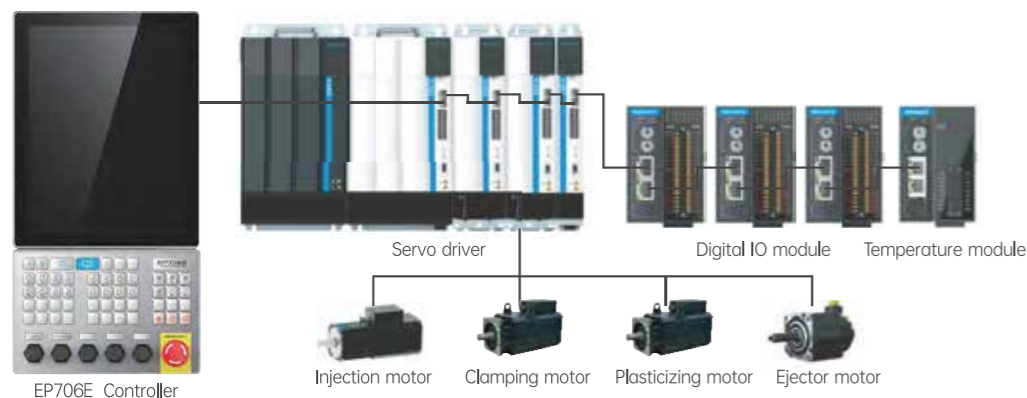 Servo driver
Digital IO module
Temperature module
Injection motor
Clamping motor
Plasticizing motor
Ejector motor
EP706E Controller